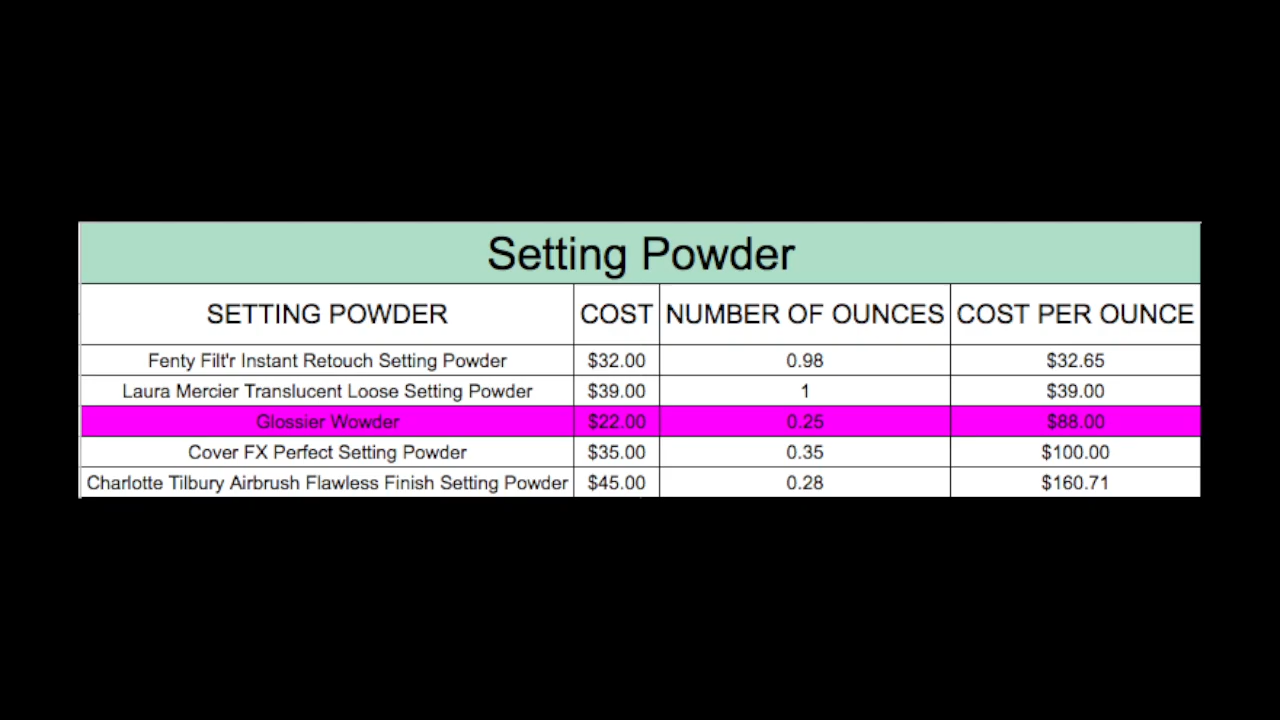 Setting Powder
SETTING POWDER COST NUMBER OF OUNCES COST PER OUNCE
Fenty Filt'r Instant Retouch Setting Powder $32.00 0.98 $32.65
Laura Mercier Translucent Loose Setting Powder $39.00 1 $39.00
Glossier Wowder $22.00 0.25 $88.00
Cover FX Perfect Setting Powder $35.00 0.35 $100.00
Charlotte Tilbury Airbrush Flawless Finish Setting Powder $45.00 0.28 $160.71